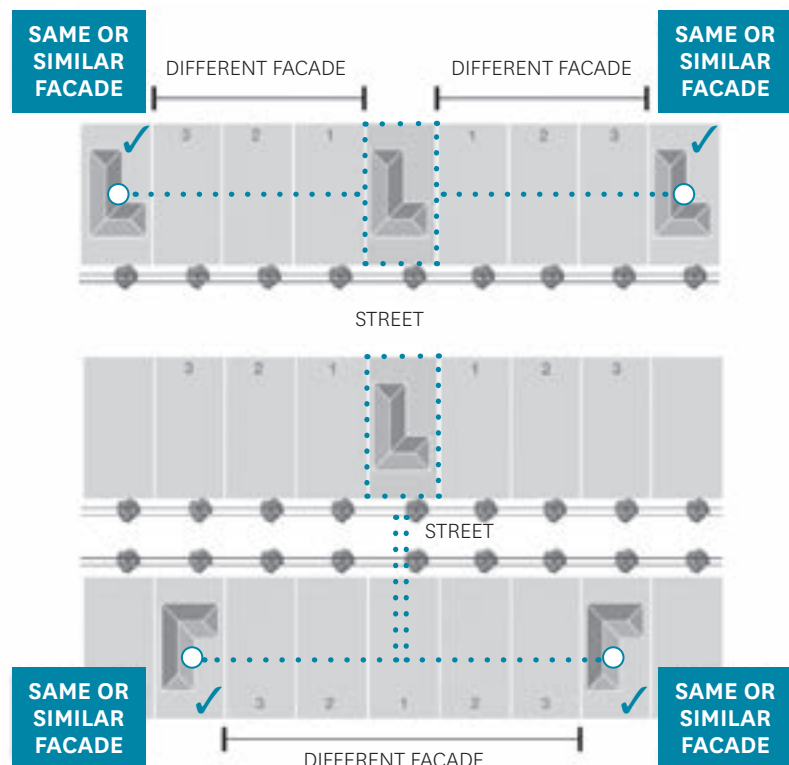 SAME OR
SIMILAR
FACADE
DIFFERENT FACADE
DIFFERENT FACADE
SAME OR
SIMILAR
FACADE
3 2 1 1 2 3
STREET
3 2 1 1 2 3
STREET
SAME OR
SIMILAR
FACADE
3 2 1 2 3
SAME OR
SIMILAR
FACADE
DIFFERENT FACADE